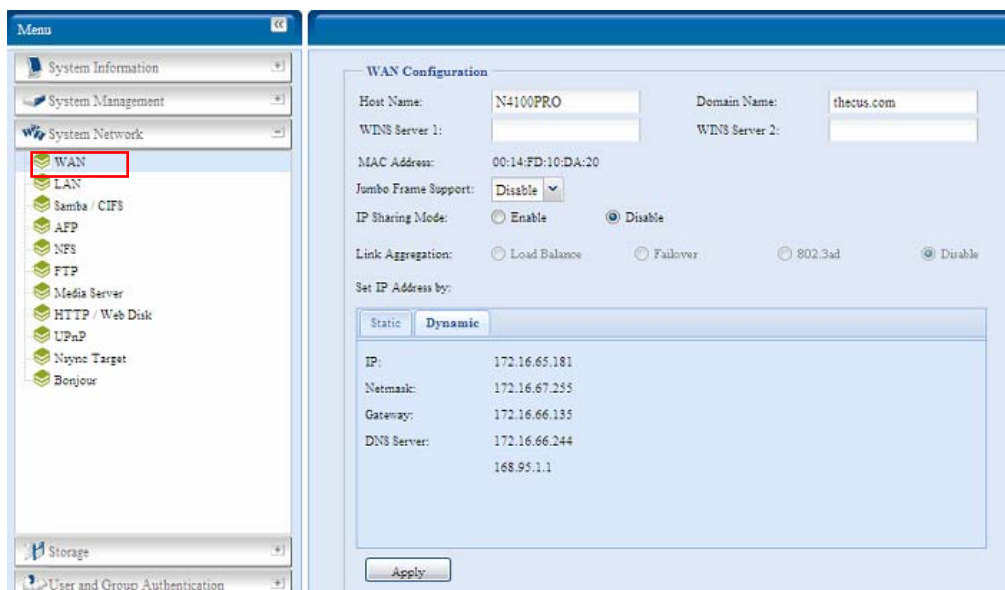 Menu
System Information
System Management
System Network
WAN
LAN
Samba / CIFS
AFP
NFS
FTP
Media Server
HTTP / Web Disk
UPnP
Nsync Target
Bonjour
Storage
User and Group Authentication
WAN Configuration
Host Name: N4100PRO Domain Name: thecus.com
WINS Server 1: WINS Server 2:
MAC Address: 00:14:FD:10:DA:20
Jumbo Frame Support: Disable
IP Sharing Mode: Enable Disable
Link Aggregation: Load Balance Failover 802.3ad Disable
Set IP Address by:
Static Dynamic
IP: 172.16.65.181
Netmask: 172.16.67.255
Gateway: 172.16.66.135
DNS Server: 172.16.66.244
168.95.1.1
Apply